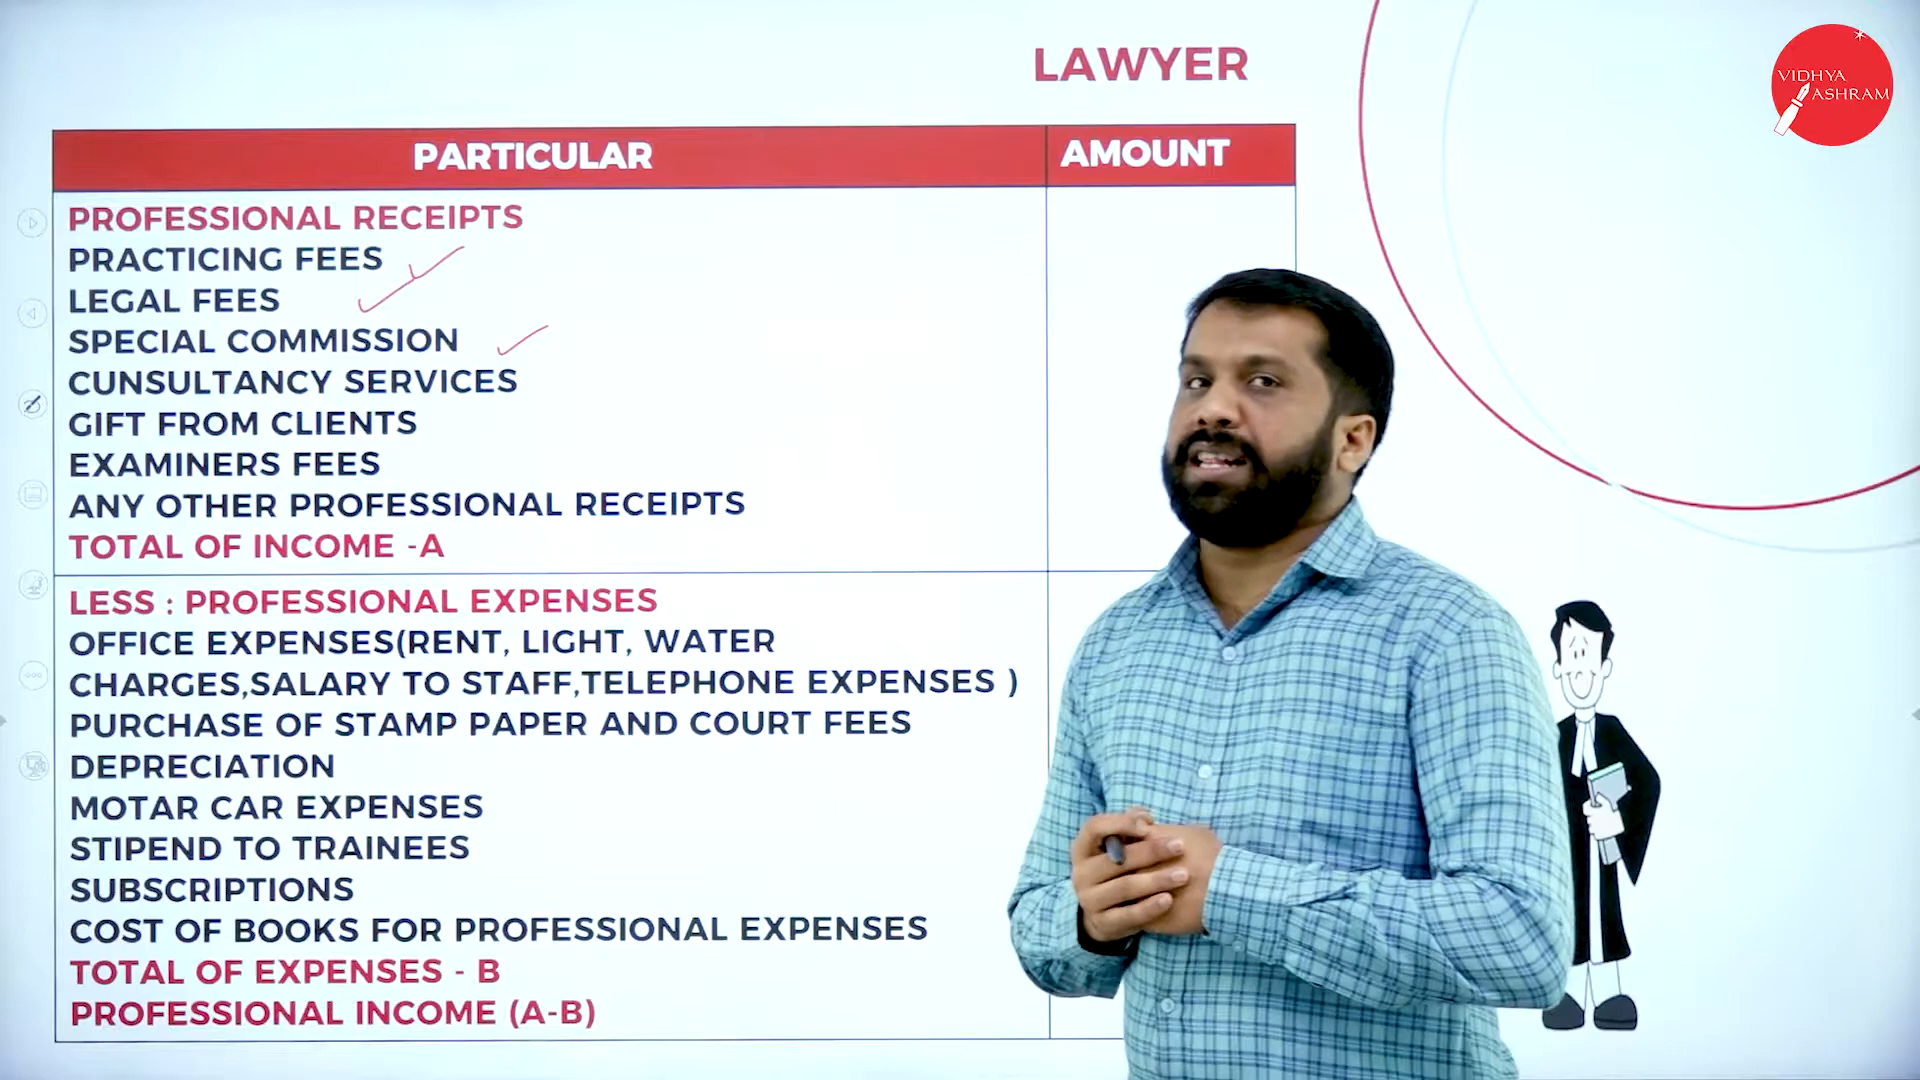 LAWYER
VIDHYA
ASHRAM
PARTICULAR AMOUNT
PROFESSIONAL RECEIPTS
PRACTICING FEES
LEGAL FEES
SPECIAL COMMISSION
CUNSULTANCY SERVICES
GIFT FROM CLIENTS
EXAMINERS FEES
ANY OTHER PROFESSIONAL RECEIPTS
TOTAL OF INCOME -A
LESS : PROFESSIONAL EXPENSES
OFFICE EXPENSES(RENT, LIGHT, WATER
CHARGES,SALARY TO STAFF,TELEPHONE EXPENSES )
PURCHASE OF STAMP PAPER AND COURT FEES
DEPRECIATION
MOTAR CAR EXPENSES
STIPEND TO TRAINEES
SUBSCRIPTIONS
COST OF BOOKS FOR PROFESSIONAL EXPENSES
TOTAL OF EXPENSES - B
PROFESSIONAL INCOME (A-B)